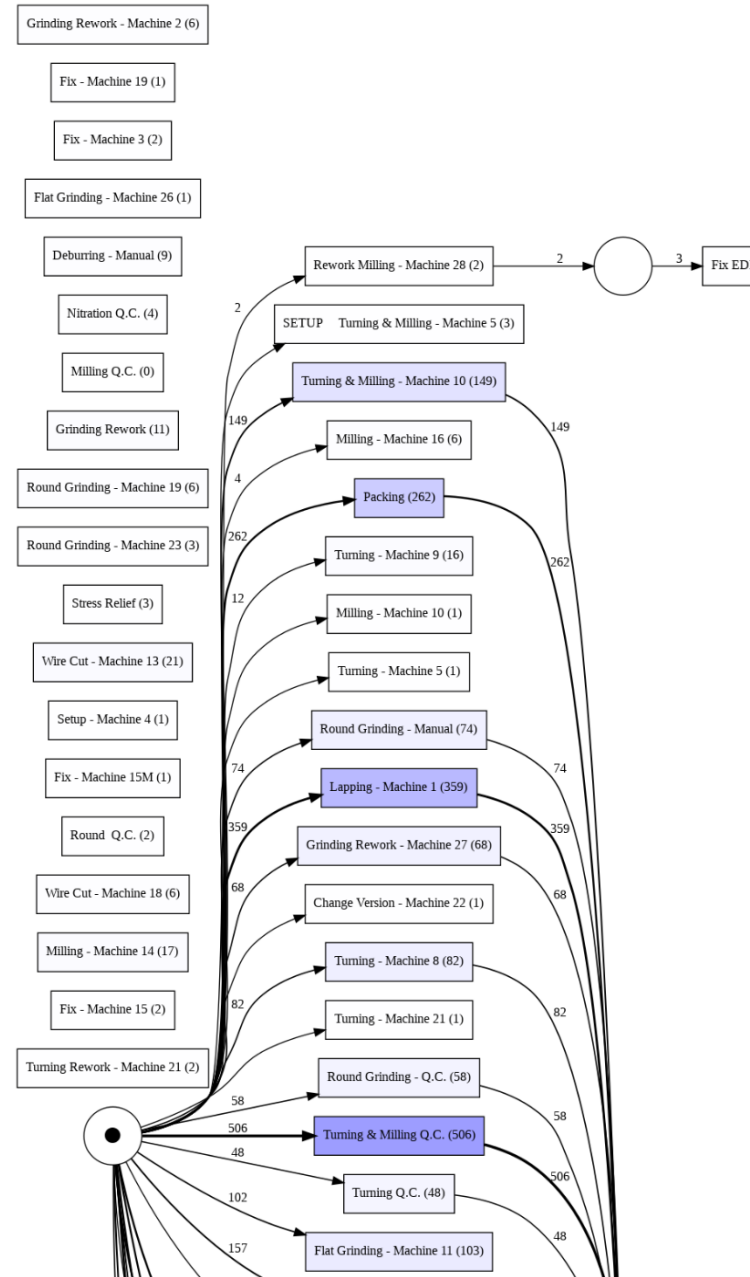 Grinding Rework - Machine 2 (6)
Fix - Machine 19 (1)
Fix - Machine 3 (2)
Flat Grinding - Machine 26 (1)
Deburring - Manual (9)
Nitration Q.C. (4)
Milling Q.C. (0)
Grinding Rework (11)
Round Grinding - Machine 19 (6)
Round Grinding - Machine 23 (3)
Stress Relief (3)
Wire Cut - Machine 13 (21)
Setup - Machine 4 (1)
Fix - Machine 15M (1)
Round  Q.C. (2)
Wire Cut - Machine 18 (6)
Milling - Machine 14 (17)
Fix - Machine 15 (2)
Turning Rework - Machine 21 (2)
2
149
4
262
12
74
359
68
82
58
506
48
102
157
Rework Milling - Machine 28 (2)
SETUP     Turning & Milling - Machine 5 (3)
Turning & Milling - Machine 10 (149)
Milling - Machine 16 (6)
Packing (262)
Turning - Machine 9 (16)
Milling - Machine 10 (1)
Turning - Machine 5 (1)
Round Grinding - Manual (74)
Lapping - Machine 1 (359)
Grinding Rework - Machine 27 (68)
Change Version - Machine 22 (1)
Turning - Machine 8 (82)
Turning - Machine 21 (1)
Round Grinding - Q.C. (58)
Turning & Milling Q.C. (506)
Turning Q.C. (48)
Flat Grinding - Machine 11 (103)
2
149
262
74
359
68
82
58
506
48
3
Fix ED